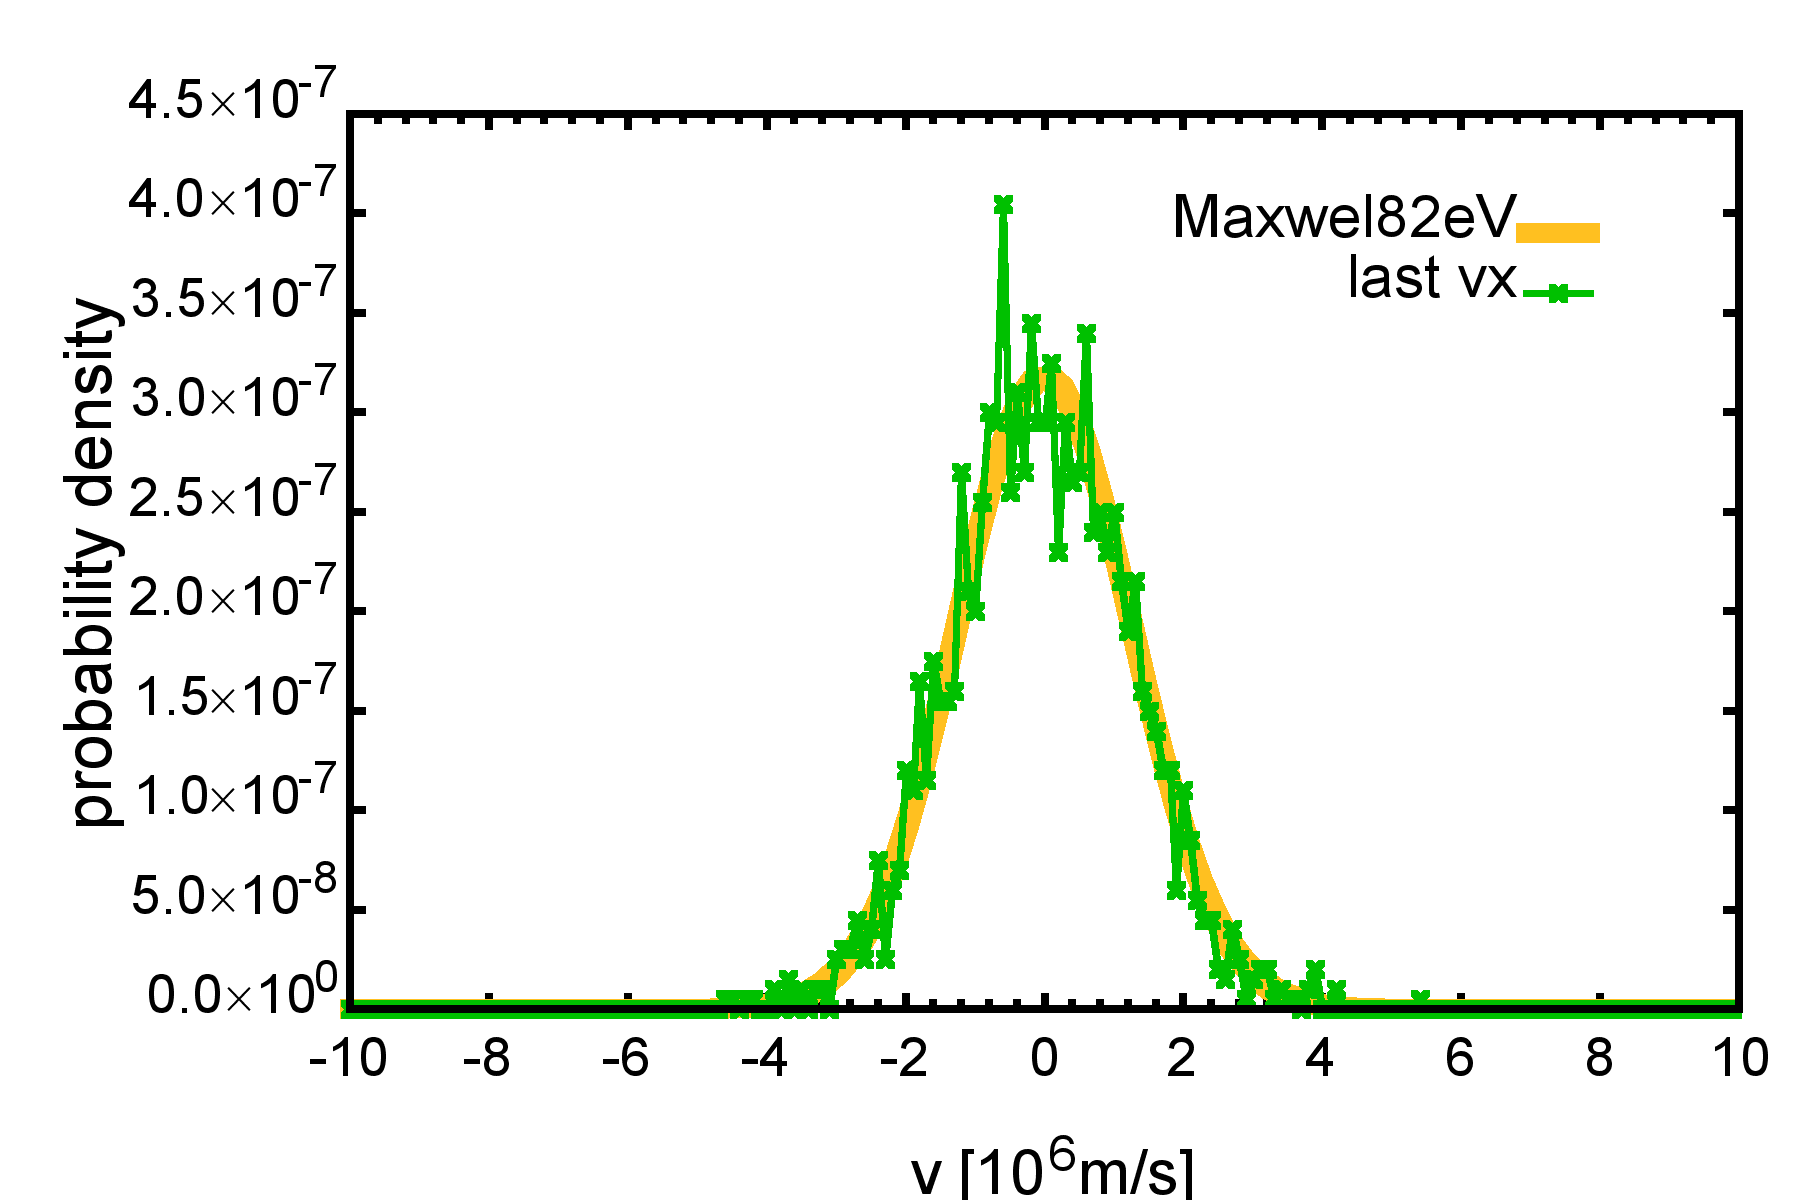 4.5×10⁻⁷
4.0×10⁻⁷
3.5×10⁻⁷
3.0×10⁻⁷
2.5×10⁻⁷
2.0×10⁻⁷
1.5×10⁻⁷
1.0×10⁻⁷
5.0×10⁻⁸
0.0×10⁰
probability density
Maxwel82eV
last vx
-10 -8 -6 -4 -2 0 2 4 6 8 10
v [10⁶m/s]